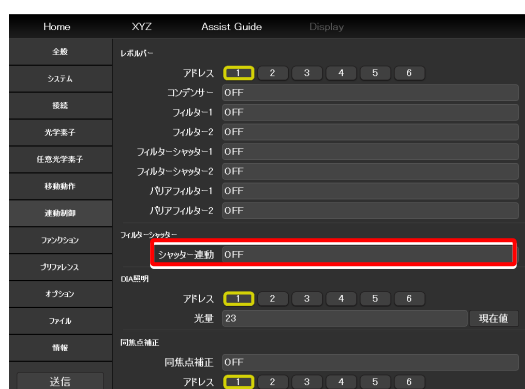 Home XYZ Assist Guide Display
全般
システム
接続
光学素子
任意光学素子
移動動作
連動制御
ファンクション
プリファレンス
オプション
ファイル
情報
送信
レボルバー
アドレス 1 2 3 4 5 6
コンデンサー OFF
フィルター1 OFF
フィルター2 OFF
フィルターシャッター1 OFF
フィルターシャッター2 OFF
バリアフィルター1 OFF
バリアフィルター2 OFF
フィルターシャッター
シャッター連動 OFF
DIA照明
アドレス 1 2 3 4 5 6
光量 23 現在値
同焦点補正
同焦点補正 OFF
アドレス 1 2 3 4 5 6